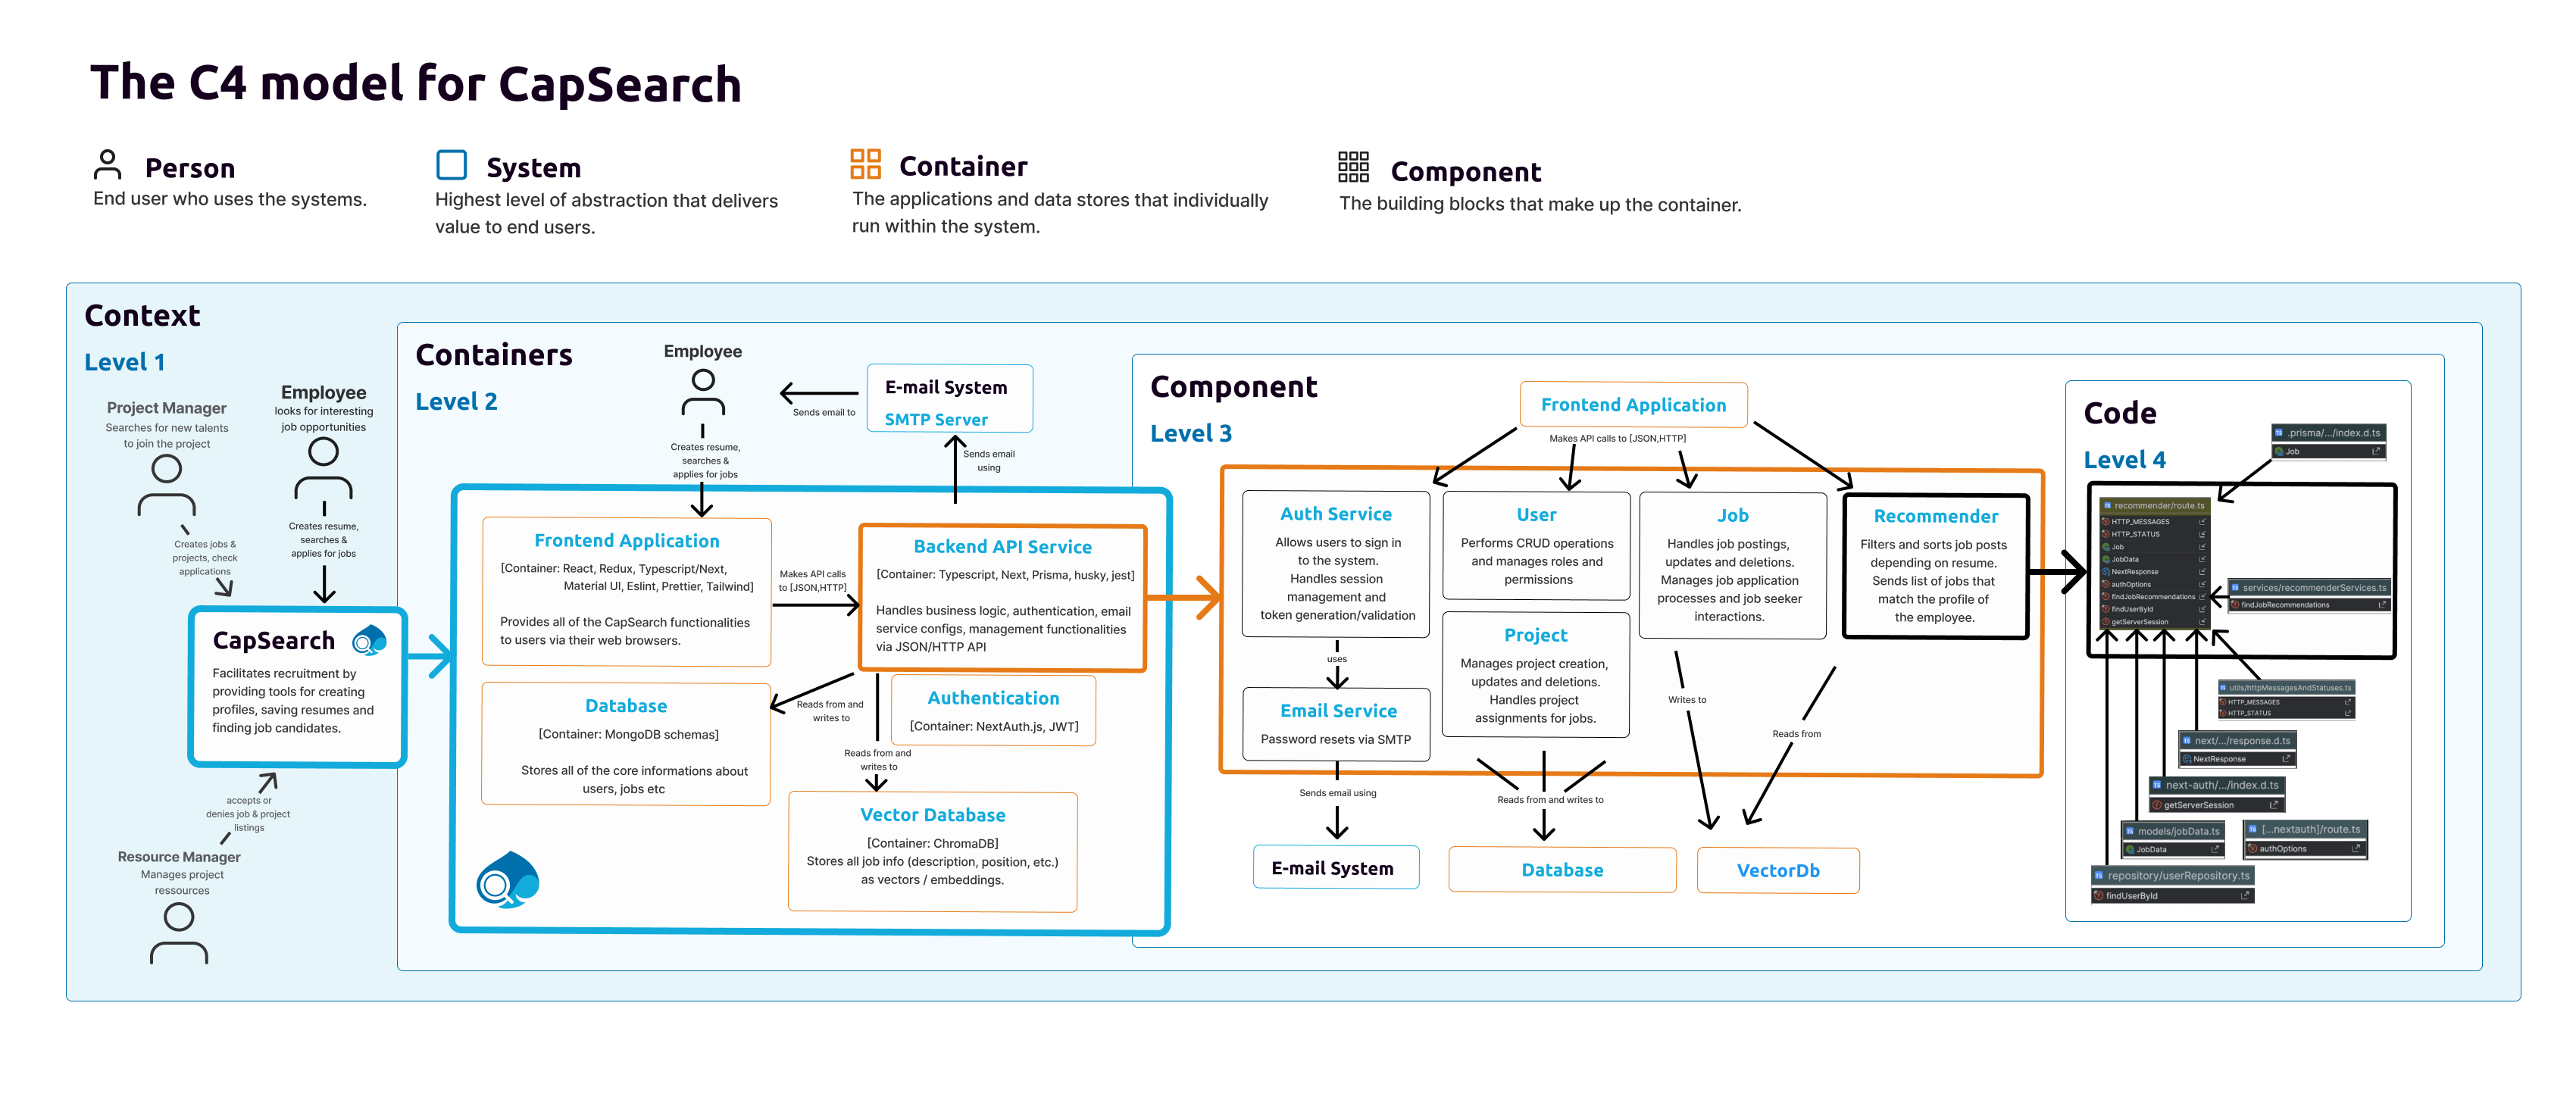 The C4 model for CapSearch
Person
End user who uses the systems.
System
Highest level of abstraction that delivers
value to end users.
Container
The applications and data stores that individually
run within the system.
Component
The building blocks that make up the container.
Context
Level 1
Project Manager
Searches for new talents
to join the project
Employee
looks for interesting
job opportunities
Creates jobs &
projects, check
applications
Creates resume,
searches &
applies for jobs
CapSearch
Facilitates recruitment by
providing tools for creating
profiles, saving resumes and
finding job candidates.
accepts or
denies job & project
listings
Resource Manager
Manages project
ressources
Containers
Level 2
Employee
Creates resume,
searches &
applies for jobs
Sends email to
E-mail System
SMTP Server
Sends email
using
Frontend Application
[Container: React, Redux, Typescript/Next,
Material UI, Eslint, Prettier, Tailwind]
Provides all of the CapSearch functionalities
to users via their web browsers.
Makes API calls
to [JSON,HTTP]
Backend API Service
[Container: Typescript, Next, Prisma, husky, jest]
Handles business logic, authentication, email
service configs, management functionalities
via JSON/HTTP API
Database
[Container: MongoDB schemas]
Stores all of the core informations about
users, jobs etc
Reads from and
writes to
Authentication
[Container: NextAuth.js, JWT]
Reads from and
writes to
Vector Database
[Container: ChromaDB]
Stores all job info (description, position, etc.)
as vectors / embeddings.
Component
Level 3
Frontend Application
Makes API calls to [JSON,HTTP]
Auth Service
Allows users to sign in
to the system.
Handles session
management and
token generation/validation
uses
Email Service
Password resets via SMTP
Sends email using
E-mail System
User
Performs CRUD operations
and manages roles and
permissions
Project
Manages project creation,
updates and deletions.
Handles project
assignments for jobs.
Reads from and writes to
Database
Job
Handles job postings,
updates and deletions.
Manages job application
processes and job seeker
interactions.
Writes to
Reads from
VectorDb
Recommender
Filters and sorts job posts
depending on resume.
Sends list of jobs that
match the profile of
the employee.
Code
Level 4
.prisma/.../index.d.ts
Job
recommender/route.ts
HTTP_MESSAGES
HTTP_STATUS
Job
JobData
NextResponse
authOptions
findJobRecommendations
findUserById
getServerSession
services/recommenderServices.ts
findJobRecommendations
utils/httpMessagesAndStatuses.ts
HTTP_MESSAGES
HTTP_STATUS
next/.../response.d.ts
NextResponse
next-auth/.../index.d.ts
getServerSession
models/jobData.ts
JobData
[...nextauth]/route.ts
authOptions
repository/userRepository.ts
findUserById